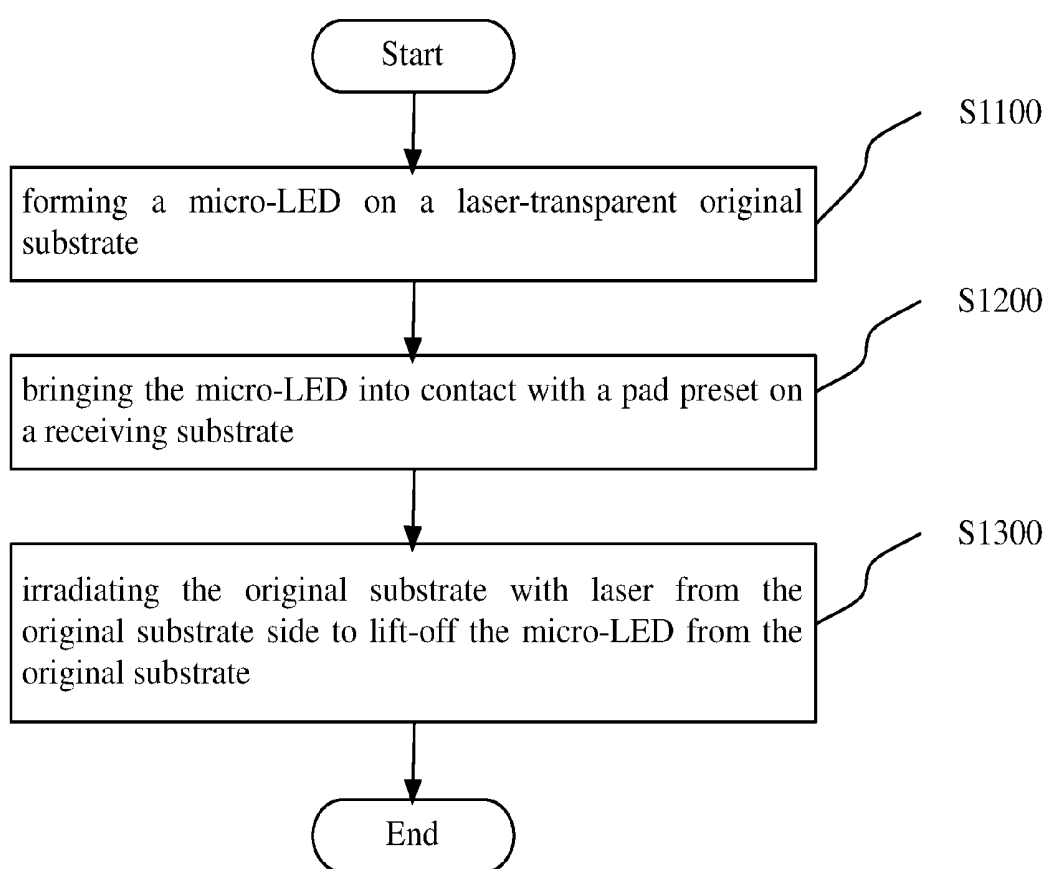 Start
S1100
forming a micro-LED on a laser-transparent original
substrate
S1200
bringing the micro-LED into contact with a pad preset on
a receiving substrate
S1300
irradiating the original substrate with laser from the
original substrate side to lift-off the micro-LED from the
original substrate
End